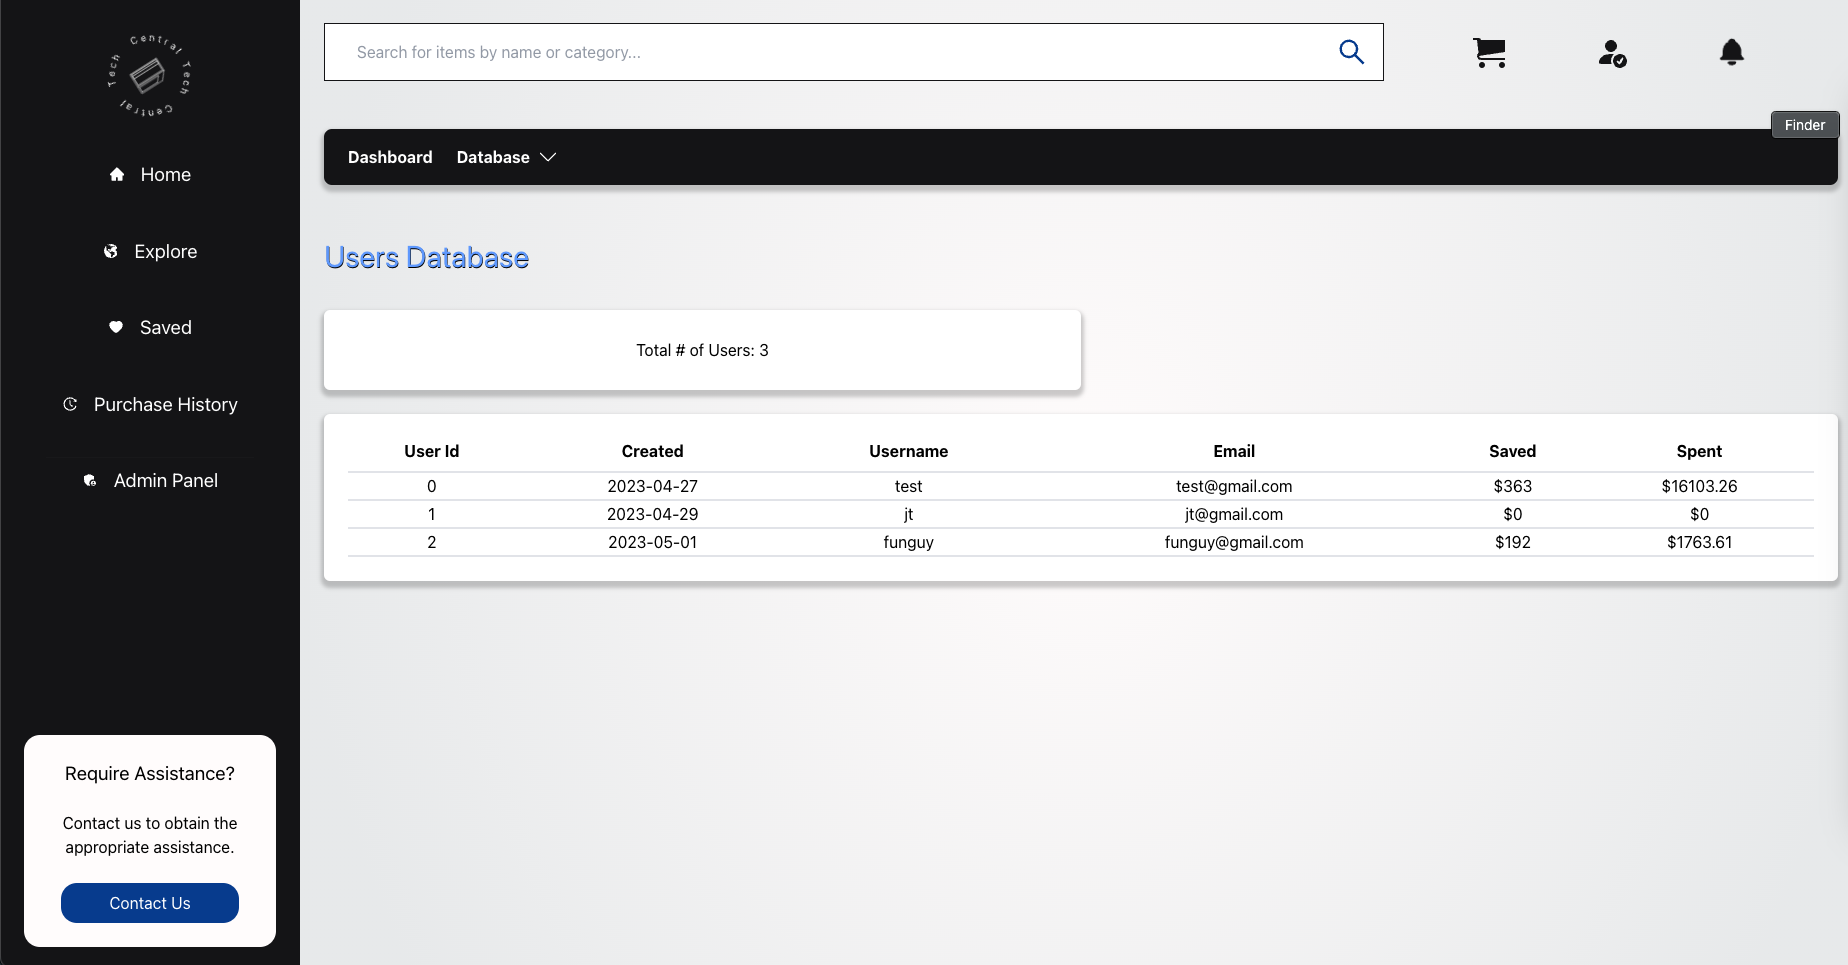 Tech Central Tech Central
Home
Explore
Saved
Purchase History
Admin Panel
Require Assistance?
Contact us to obtain the
appropriate assistance.
Contact Us
Search for items by name or category...
Finder
Dashboard Database
Users Database
Total # of Users: 3
User Id Created Username Email Saved Spent
0 2023-04-27 test test@gmail.com $363 $16103.26
1 2023-04-29 jt jt@gmail.com $0 $0
2 2023-05-01 funguy funguy@gmail.com $192 $1763.61